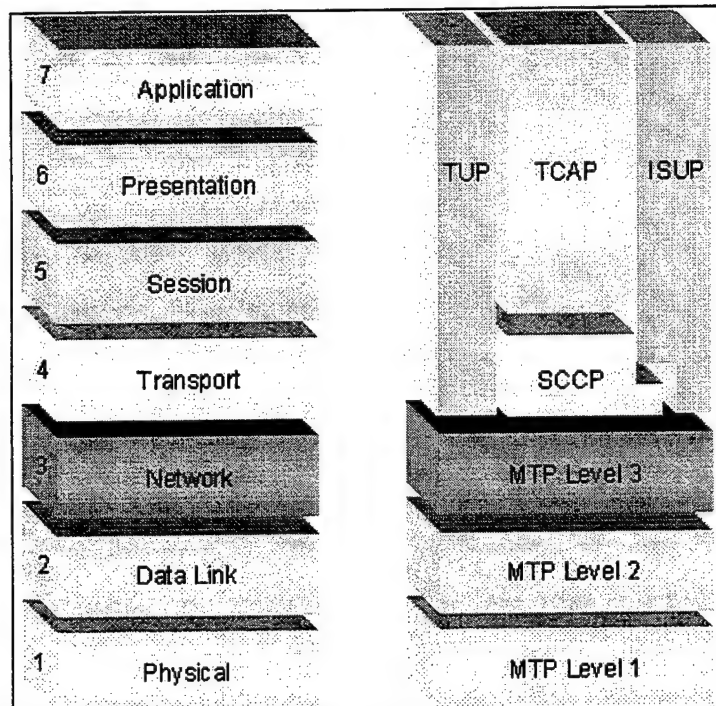 7
Application
6
Presentation
5
Session
4
Transport
3
Network
2
Data Link
1
Physical
TUP
TCAP
ISUP
SCCP
MTP Level 3
MTP Level 2
MTP Level 1